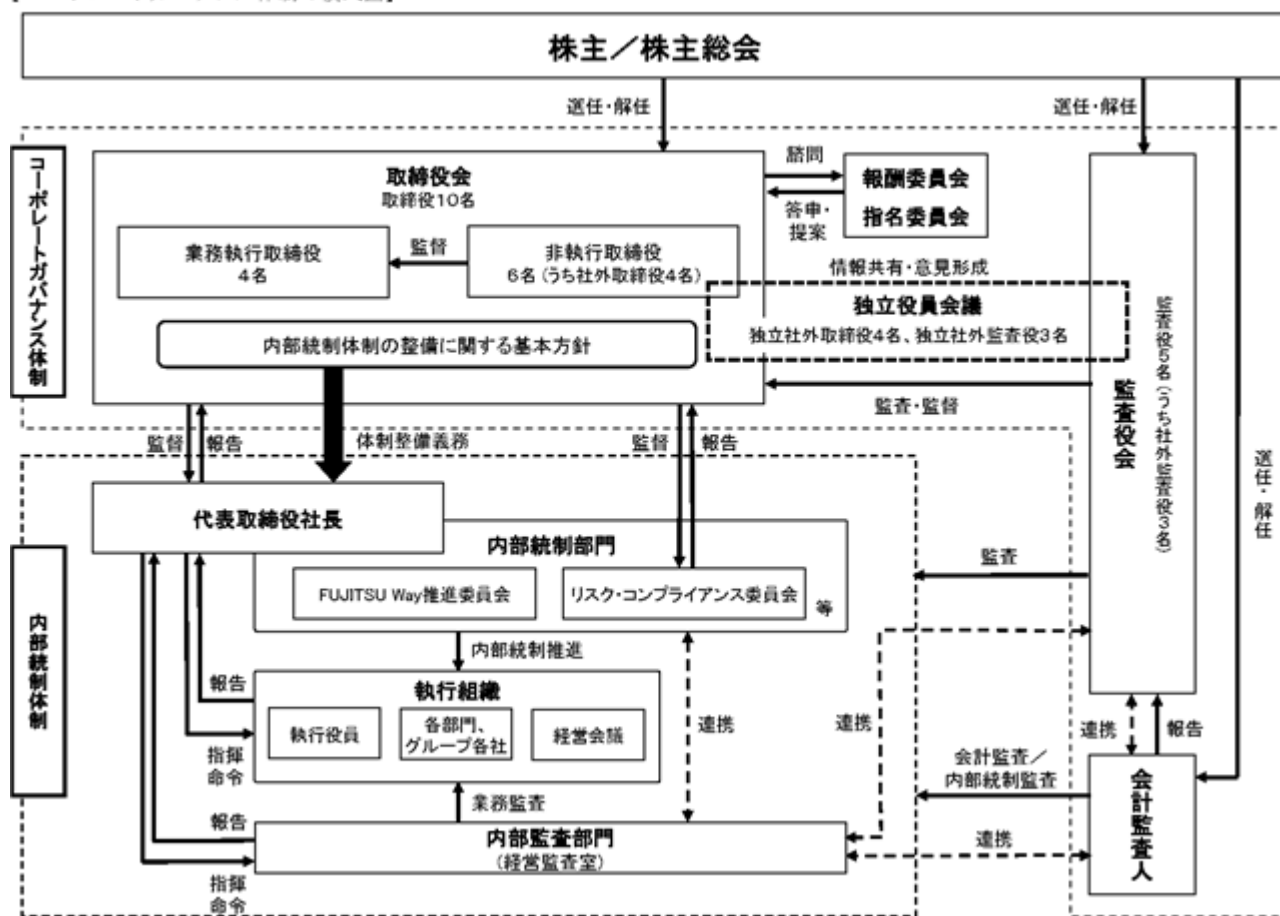 株主／株主総会
選任・解任
選任・解任
コーポレートガバナンス体制
取締役会
取締役10名
諮問
報酬委員会
指名委員会
答申・
提案
業務執行取締役
4名
監督
非執行取締役
6名（うち社外取締役4名）
情報共有・意見形成
独立役員会議
独立社外取締役4名、独立社外監査役3名
内部統制体制の整備に関する基本方針
監査・監督
監査役会
監査役5名（うち社外監査役3名）
選任・解任
監督
報告
体制整備義務
監督
報告
内部統制体制
代表取締役社長
内部統制部門
FUJITSU Way推進委員会
リスク・コンプライアンス委員会
等
監査
内部統制推進
報告
執行組織
執行役員
各部門、
グループ各社
経営会議
指揮
命令
連携
連携
連携
報告
会計監査／
内部統制監査
会計監査人
業務監査
報告
内部監査部門
（経営監査室）
連携
指揮
命令